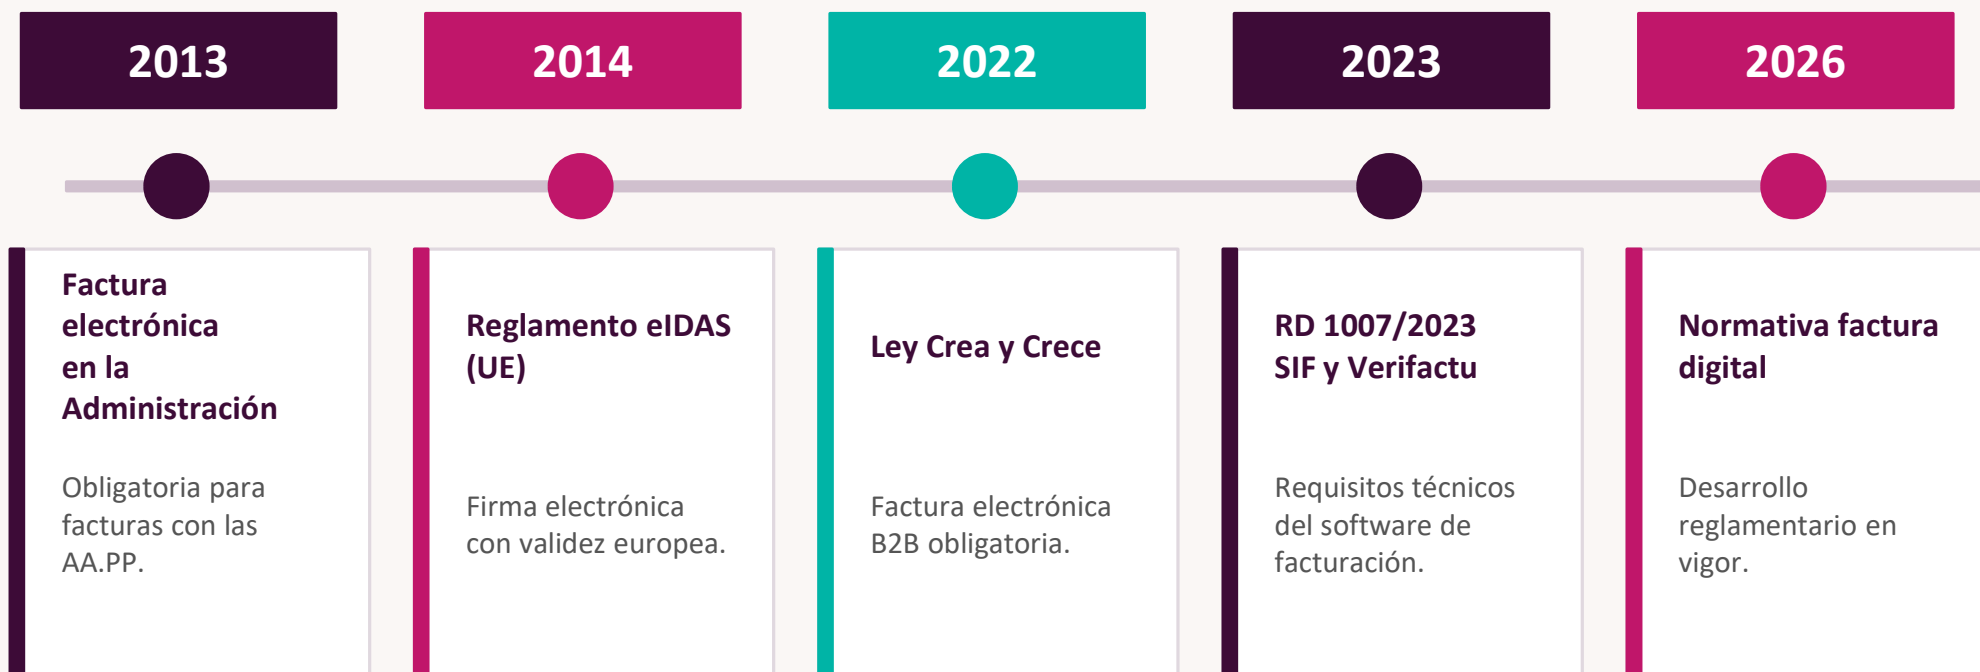 2013
2014
2022
2023
2026
Factura
electrónica
en la
Administración
Obligatoria para
facturas con las
AA.PP.
Reglamento eIDAS
(UE)
Firma electrónica
con validez europea.
Ley Crea y Crece
Factura electrónica
B2B obligatoria.
RD 1007/2023
SIF y Verifactu
Requisitos técnicos
del software de
facturación.
Normativa factura
digital
Desarrollo
reglamentario en
vigor.